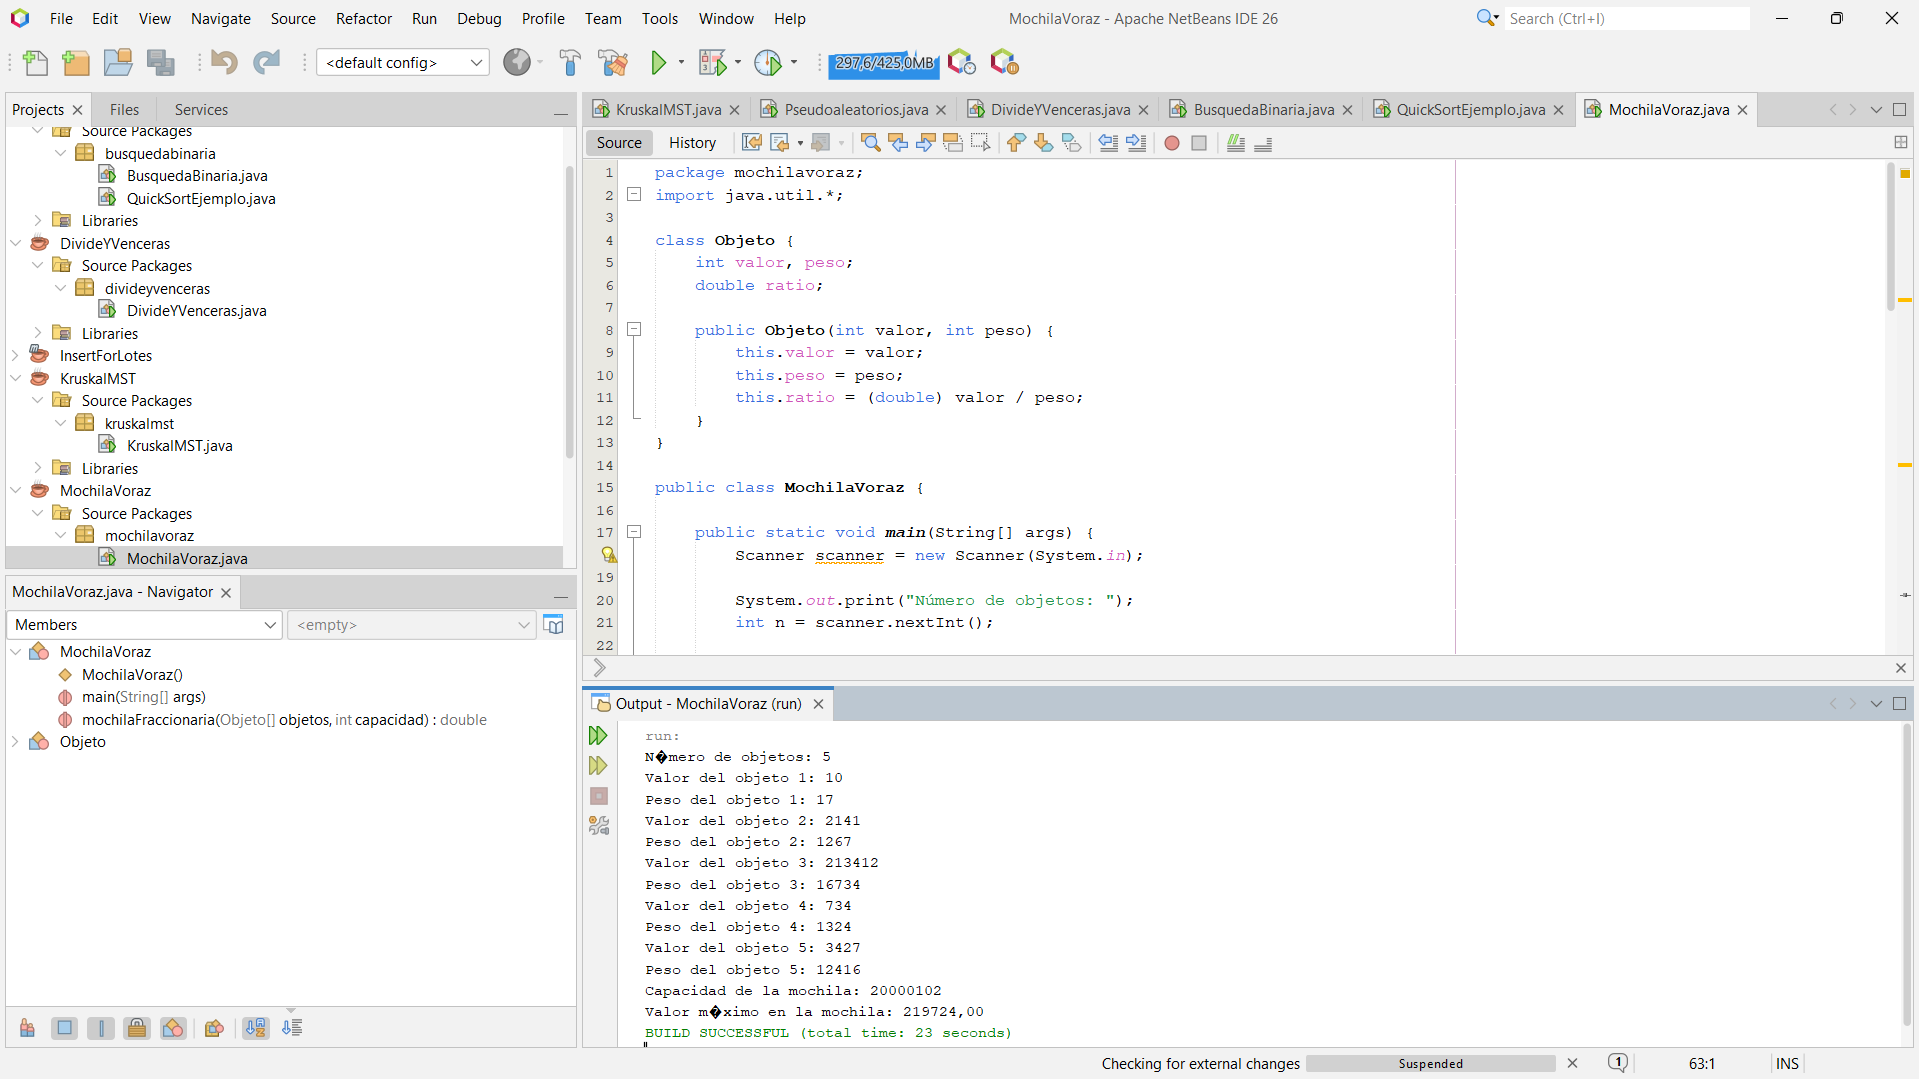 File Edit View Navigate Source Refactor Run Debug Profile Team Tools Window Help
MochilaVoraz - Apache NetBeans IDE 26
Search (Ctrl+I)
<default config>
297,6/425,0MB
Projects Files Services
Source Packages
busquedabinaria
BusquedaBinaria.java
QuickSortEjemplo.java
Libraries
DivideYVenceras
Source Packages
divideyvenceras
DivideYVenceras.java
Libraries
InsertForLotes
KruskalMST
Source Packages
kruskalmst
KruskalMST.java
Libraries
MochilaVoraz
Source Packages
mochilavoraz
MochilaVoraz.java
MochilaVoraz.java - Navigator
Members
<empty>
MochilaVoraz
MochilaVoraz()
main(String[] args)
mochilaFraccionaria(Objeto[] objetos, int capacidad) : double
Objeto
KruskalMST.java Pseudoaleatorios.java DivideYVenceras.java BusquedaBinaria.java QuickSortEjemplo.java MochilaVoraz.java
Source History
1 package mochilavoraz;
2 import java.util.*;
3
4 class Objeto {
5 int valor, peso;
6 double ratio;
7
8 public Objeto(int valor, int peso) {
9 this.valor = valor;
10 this.peso = peso;
11 this.ratio = (double) valor / peso;
12 }
13 }
14
15 public class MochilaVoraz {
16
17 public static void main(String[] args) {
Scanner scanner = new Scanner(System.in);
19
20 System.out.print("Número de objetos: ");
21 int n = scanner.nextInt();
22
Output - MochilaVoraz (run)
run:
N�mero de objetos: 5
Valor del objeto 1: 10
Peso del objeto 1: 17
Valor del objeto 2: 2141
Peso del objeto 2: 1267
Valor del objeto 3: 213412
Peso del objeto 3: 16734
Valor del objeto 4: 734
Peso del objeto 4: 1324
Valor del objeto 5: 3427
Peso del objeto 5: 12416
Capacidad de la mochila: 20000102
Valor m�ximo en la mochila: 219724,00
BUILD SUCCESSFUL (total time: 23 seconds)
Checking for external changes
Suspended
1
63:1
INS